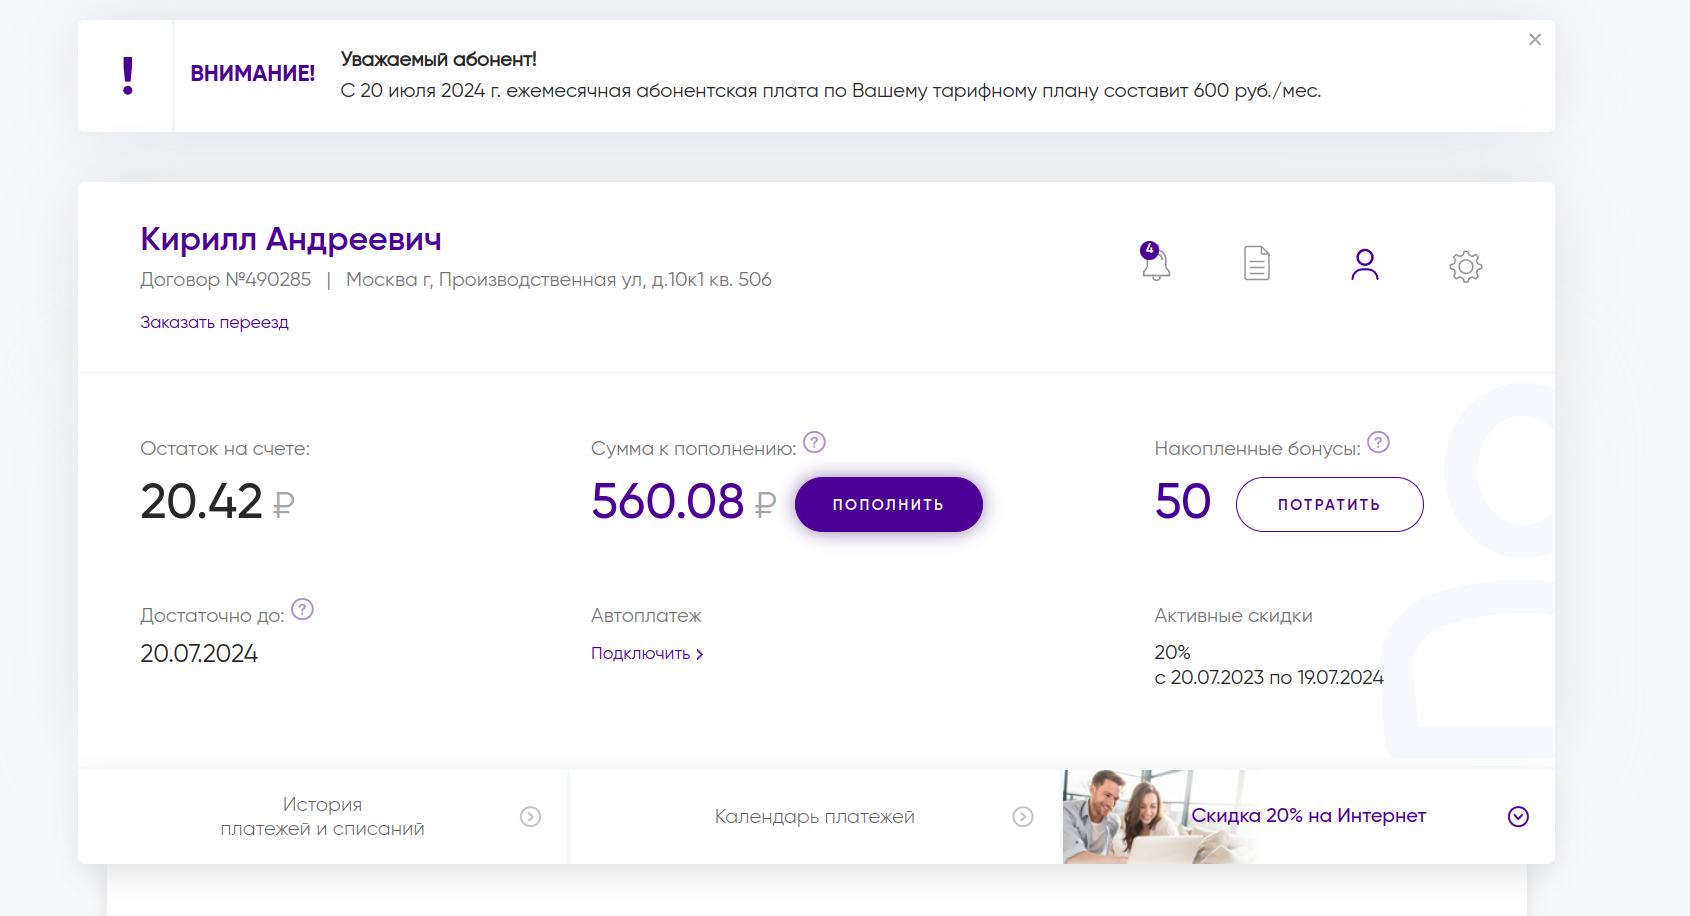 !
ВНИМАНИЕ!
Уважаемый абонент!
С 20 июля 2024 г. ежемесячная абонентская плата по Вашему тарифному плану составит 600 руб./мес.
Кирилл Андреевич
Договор №490285 | Москва г, Производственная ул, д.10к1 кв. 506
4
Заказать переезд
Остаток на счете:
20.42 ₽
Сумма к пополнению: ?
560.08 ₽ ПОПОЛНИТЬ
Накопленные бонусы: ?
50 ПОТРАТИТЬ
Достаточно до: ?
20.07.2024
Автоплатеж
Подключить
Активные скидки
20%
с 20.07.2023 по 19.07.2024
История
платежей и списаний
Календарь платежей
Скидка 20% на Интернет